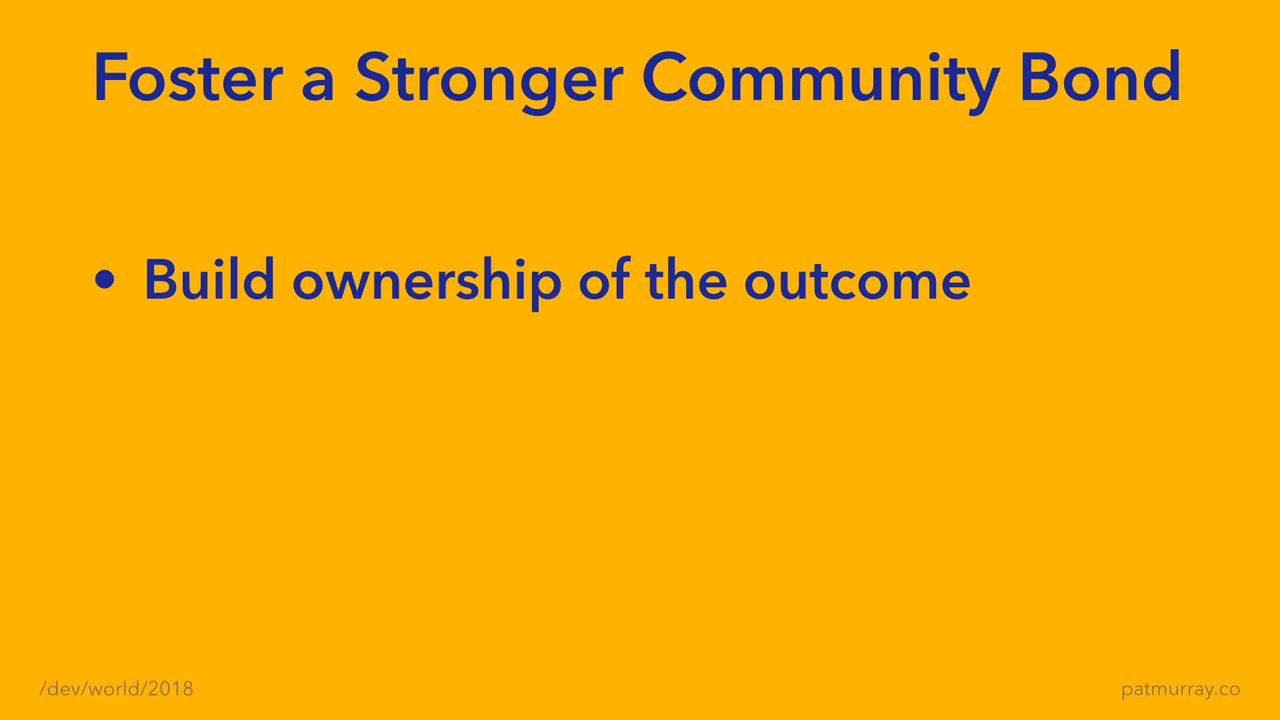 Foster a Stronger Community Bond
• Build ownership of the outcome
/dev/world/2018
patmurray.co